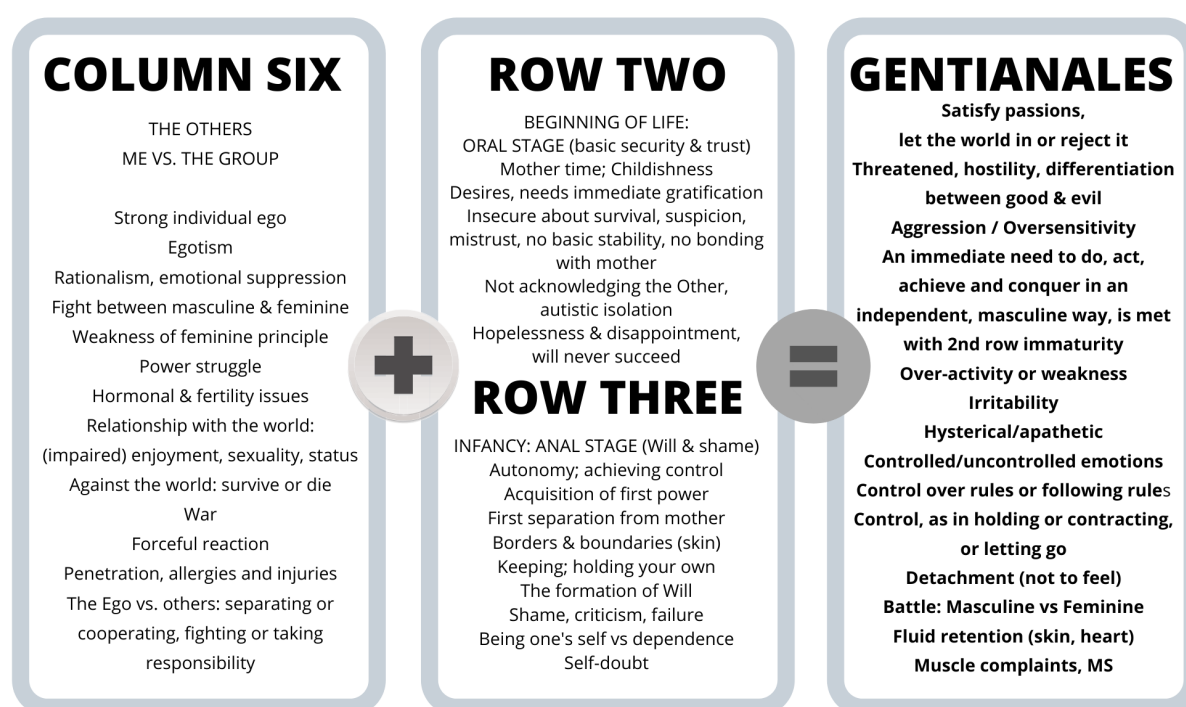 COLUMN SIX
THE OTHERS
ME VS. THE GROUP
Strong individual ego
Egotism
Rationalism, emotional suppression
Fight between masculine & feminine
Weakness of feminine principle
Power struggle
Hormonal & fertility issues
Relationship with the world:
(impaired) enjoyment, sexuality, status
Against the world: survive or die
War
Forceful reaction
Penetration, allergies and injuries
The Ego vs. others: separating or
cooperating, fighting or taking
responsibility
ROW TWO
BEGINNING OF LIFE:
ORAL STAGE (basic security & trust)
Mother time; Childishness
Desires, needs immediate gratification
Insecure about survival, suspicion,
mistrust, no basic stability, no bonding
with mother
Not acknowledging the Other,
autistic isolation
Hopelessness & disappointment,
will never succeed
ROW THREE
INFANCY: ANAL STAGE (Will & shame)
Autonomy; achieving control
Acquisition of first power
First separation from mother
Borders & boundaries (skin)
Keeping; holding your own
The formation of Will
Shame, criticism, failure
Being one's self vs dependence
Self-doubt
GENTIANALES
Satisfy passions,
let the world in or reject it
Threatened, hostility, differentiation
between good & evil
Aggression / Oversensitivity
An immediate need to do, act,
achieve and conquer in an
independent, masculine way, is met
with 2nd row immaturity
Over-activity or weakness
Irritability
Hysterical/apathetic
Controlled/uncontrolled emotions
Control over rules or following rules
Control, as in holding or contracting,
or letting go
Detachment (not to feel)
Battle: Masculine vs Feminine
Fluid retention (skin, heart)
Muscle complaints, MS